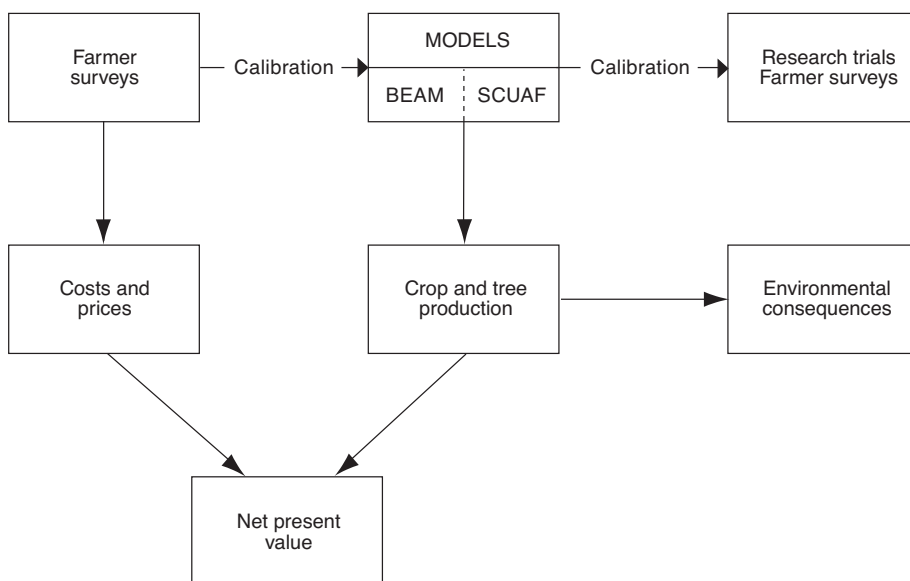 Farmer
surveys
Calibration
MODELS
BEAM SCUAF
Calibration
Research trials
Farmer surveys
Costs and
prices
Crop and tree
production
Environmental
consequences
Net present
value